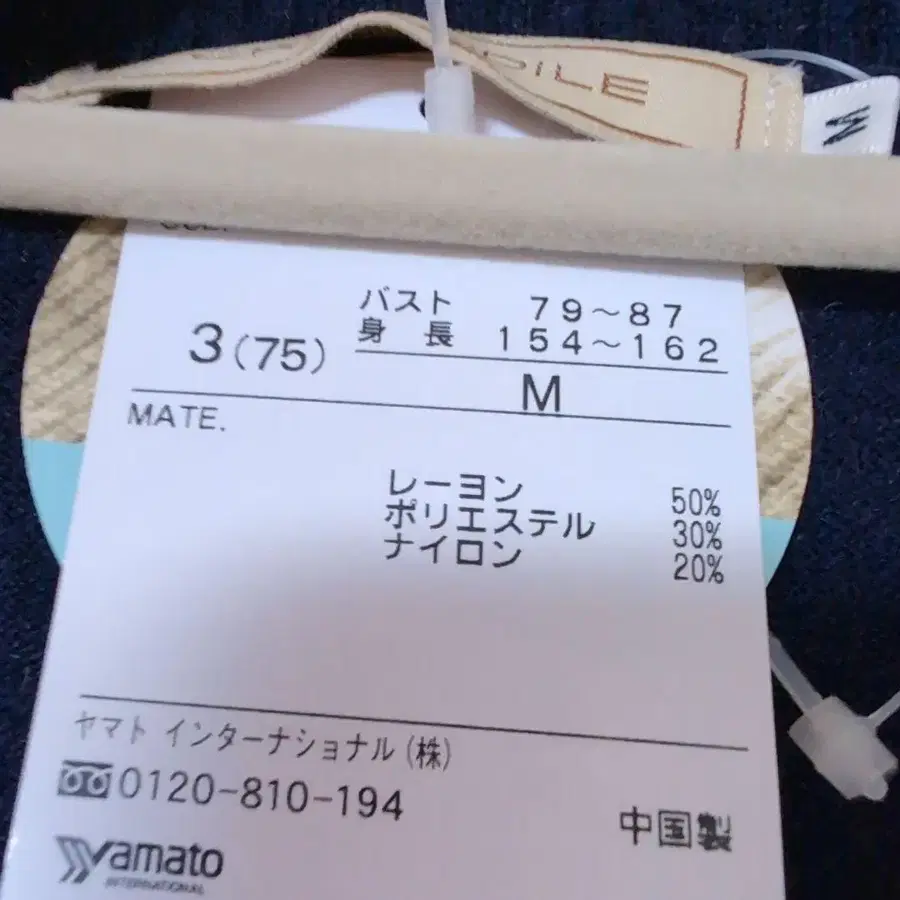 M
3(75)
バスト 79～87
身長 154～162
M
MATE.
レーヨン 50%
ポリエステル 30%
ナイロン 20%
ヤマト インターナショナル(株)
0120-810-194
中国製
Yamato
INTERNATIONAL